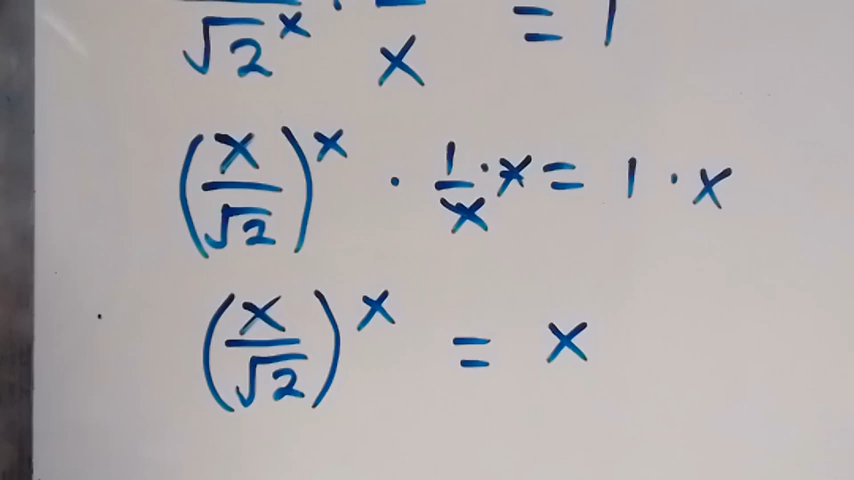 √2^x · x = 1
(x/√2)^x · 1/x · x = 1 · x
(x/√2)^x = x